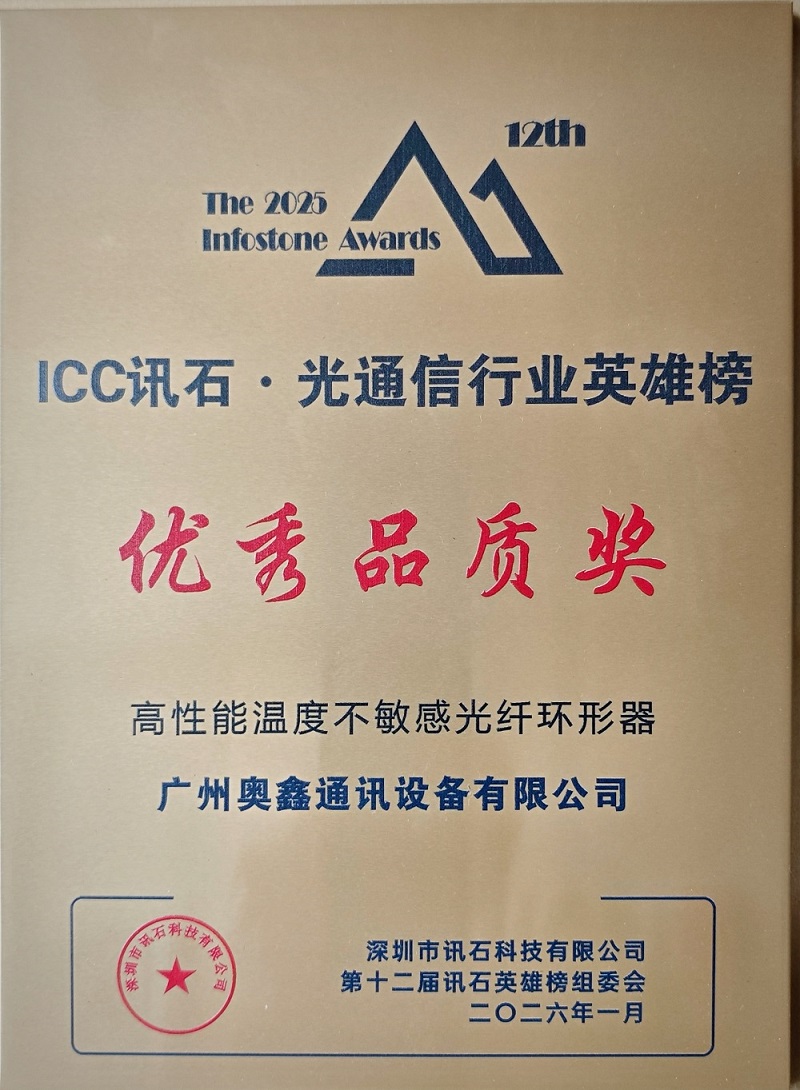 12th
The 2025
Infostone Awards
ICC讯石·光通信行业英雄榜
优秀品质奖
高性能温度不敏感光纤环形器
广州奥鑫通讯设备有限公司
深圳市讯石科技有限公司
深圳市讯石科技有限公司
第十二届讯石英雄榜组委会
二〇二六年一月